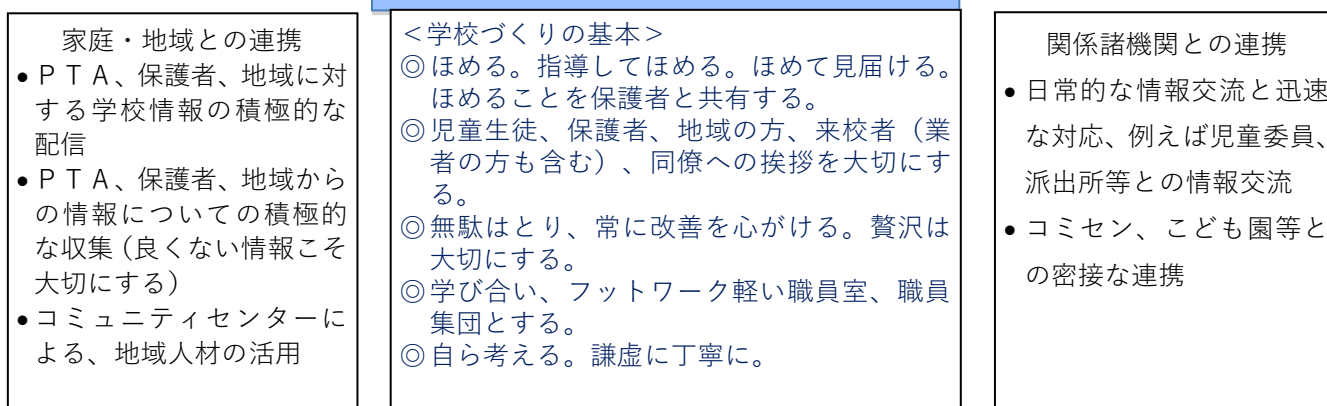 家庭・地域との連携
●ＰＴＡ、保護者、地域に対
する学校情報の積極的な
配信
●ＰＴＡ、保護者、地域から
の情報についての積極的
な収集（良くない情報こそ
大切にする）
●コミュニティセンターに
よる、地域人材の活用
＜学校づくりの基本＞
◎ほめる。指導してほめる。ほめて見届ける。
ほめることを保護者と共有する。
◎児童生徒、保護者、地域の方、来校者（業
者の方も含む）、同僚への挨拶を大切にす
る。
◎無駄はとり、常に改善を心がける。贅沢は
大切にする。
◎学び合い、フットワーク軽い職員室、職員
集団とする。
◎自ら考える。謙虚に丁寧に。
関係諸機関との連携
●日常的な情報交流と迅速
な対応、例えば児童委員、
派出所等との情報交流
●コミセン、こども園等と
の密接な連携